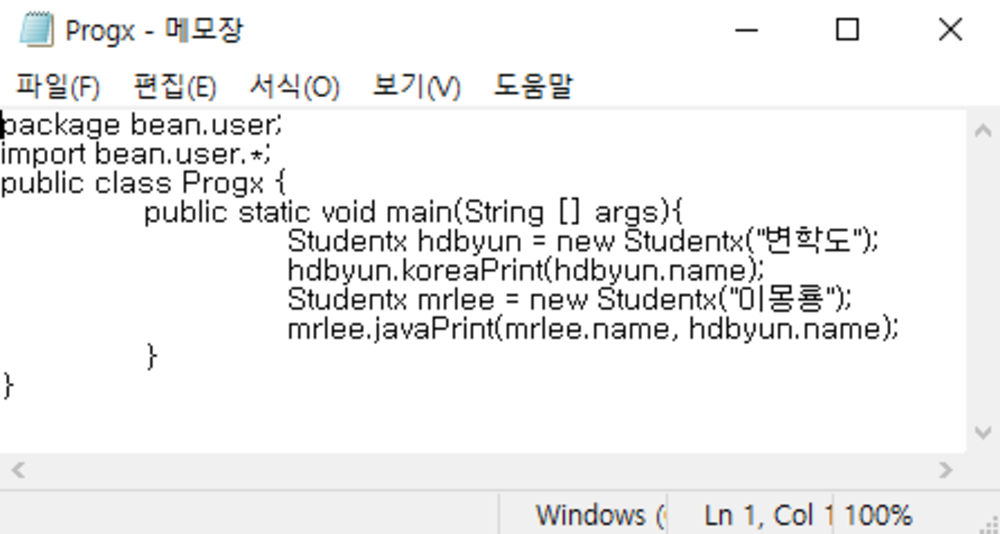 Progx - 메모장
파일(F) 편집(E) 서식(O) 보기(V) 도움말
package bean.user;
import bean.user.*;
public class Progx {
public static void main(String [] args){
Studentx hdbyun = new Studentx("변학도");
hdbyun.koreaPrint(hdbyun.name);
Studentx mrlee = new Studentx("이몽룡");
mrlee.javaPrint(mrlee.name, hdbyun.name);
}
}
Windows ( Ln 1, Col 1 100%